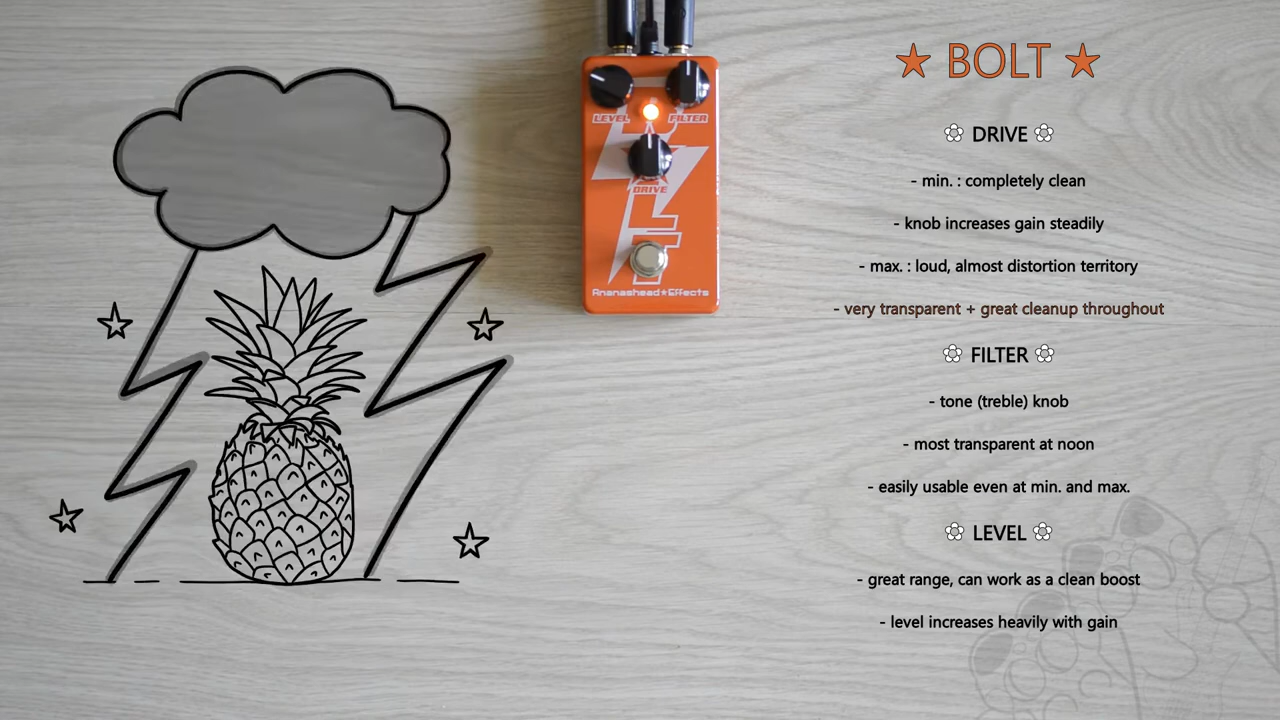 ★ BOLT ★
DRIVE
- min. : completely clean
- knob increases gain steadily
- max. : loud, almost distortion territory
- very transparent + great cleanup throughout
FILTER
- tone (treble) knob
- most transparent at noon
- easily usable even at min. and max.
LEVEL
- great range, can work as a clean boost
- level increases heavily with gain
LEVEL FILTER
DRIVE
BOLT
Ananashead★Effects